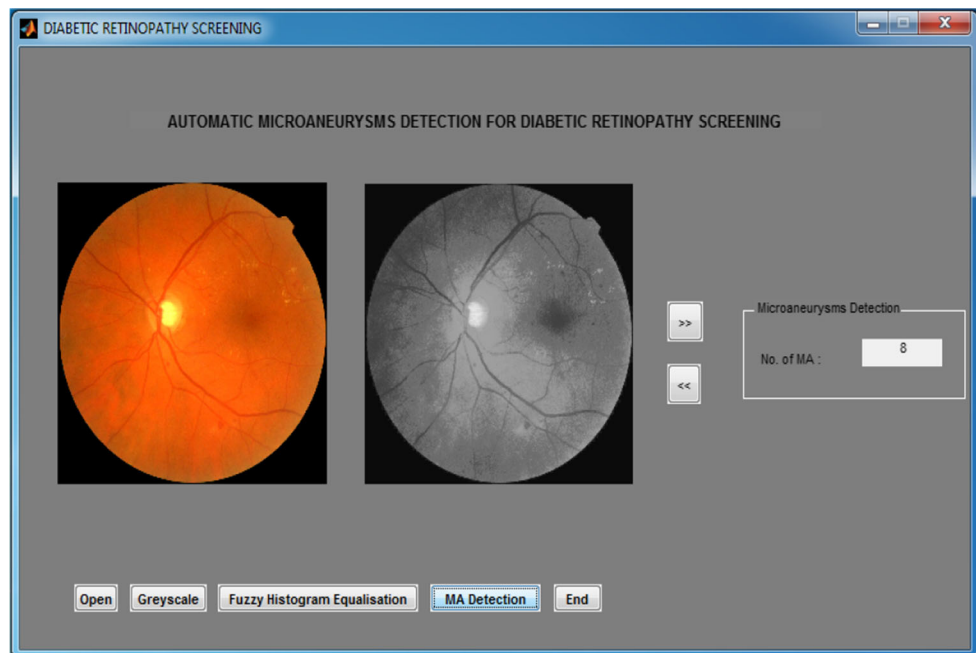 DIABETIC RETINOPATHY SCREENING
AUTOMATIC MICROANEURYSMS DETECTION FOR DIABETIC RETINOPATHY SCREENING
>>
<<
Microaneurysms Detection
No. of MA :
8
Open
Greyscale
Fuzzy Histogram Equalisation
MA Detection
End